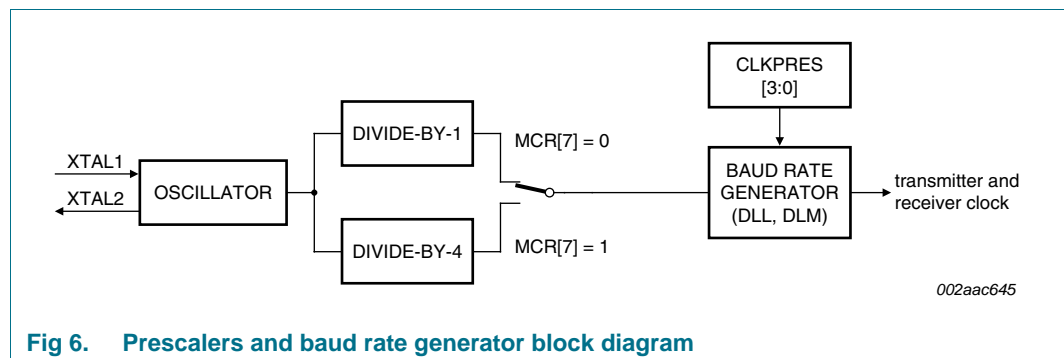 XTAL1
XTAL2
OSCILLATOR
DIVIDE-BY-1
DIVIDE-BY-4
MCR[7] = 0
MCR[7] = 1
CLKPRES
[3:0]
BAUD RATE
GENERATOR
(DLL, DLM)
transmitter and
receiver clock
002aac645
Fig 6. Prescalers and baud rate generator block diagram